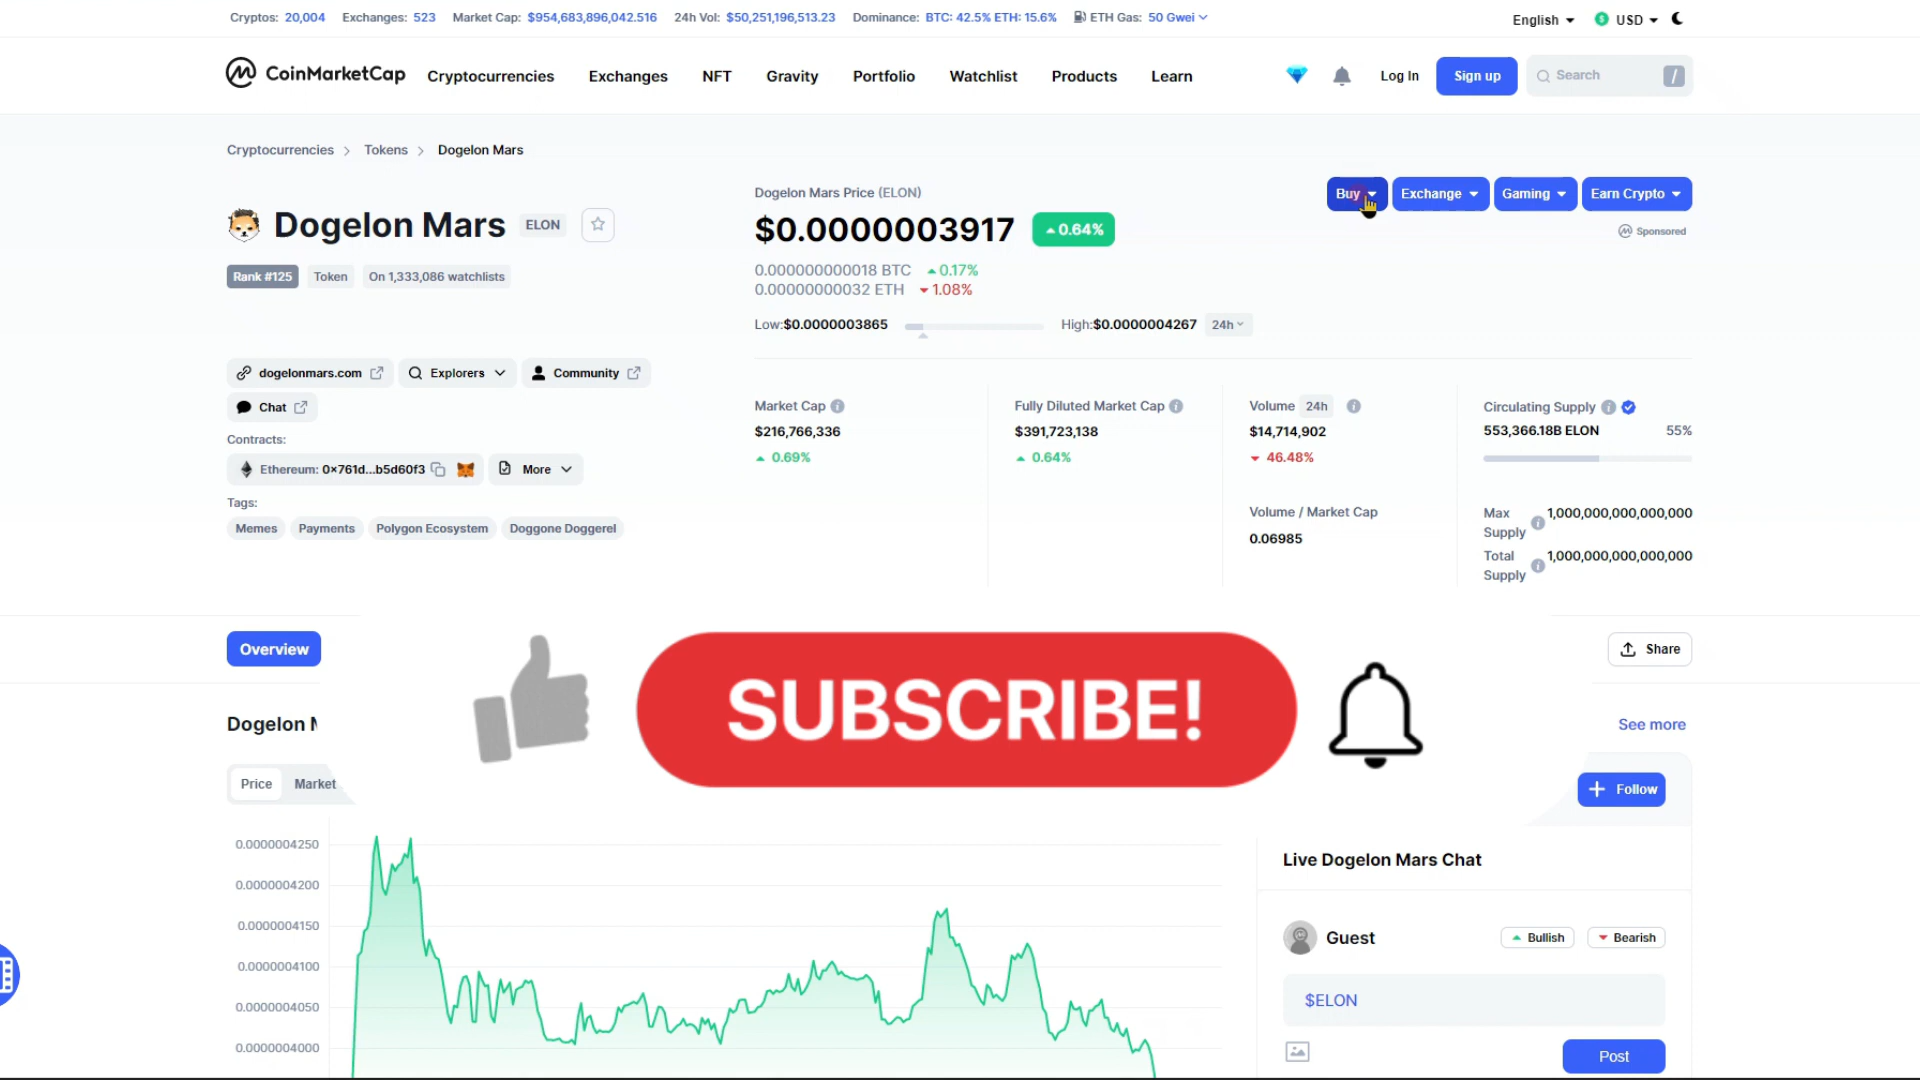 Cryptos: 20,004 Exchanges: 523 Market Cap: $954,683,896,042.516 24h Vol: $50,251,196,513.23 Dominance: BTC: 42.5% ETH: 15.6% ETH Gas: 50 Gwei
English USD
CoinMarketCap Cryptocurrencies Exchanges NFT Gravity Portfolio Watchlist Products Learn Log In Sign up Search /
Cryptocurrencies Tokens Dogelon Mars
Dogelon Mars ELON
Rank #125 Token On 1,333,086 watchlists
dogelonmars.com Explorers Community
Chat
Contracts:
Ethereum: 0x761d...b5d60f3 More
Tags:
Memes Payments Polygon Ecosystem Doggone Doggerel
Dogelon Mars Price (ELON)
$0.0000003917 0.64%
0.000000000018 BTC 0.17%
0.00000000032 ETH 1.08%
Low:$0.0000003865 High:$0.0000004267 24h
Buy Exchange Gaming Earn Crypto
Sponsored
Market Cap
$216,766,336
0.69%
Fully Diluted Market Cap
$391,723,138
0.64%
Volume 24h
$14,714,902
46.48%
Volume / Market Cap
0.06985
Circulating Supply
553,366.18B ELON 55%
Max Supply 1,000,000,000,000,000
Total Supply 1,000,000,000,000,000
Overview
Share
SUBSCRIBE!
Dogelon
See more
Price Market
Follow
0.0000004250
0.0000004200
0.0000004150
0.0000004100
0.0000004050
0.0000004000
Live Dogelon Mars Chat
Guest Bullish Bearish
$ELON
Post